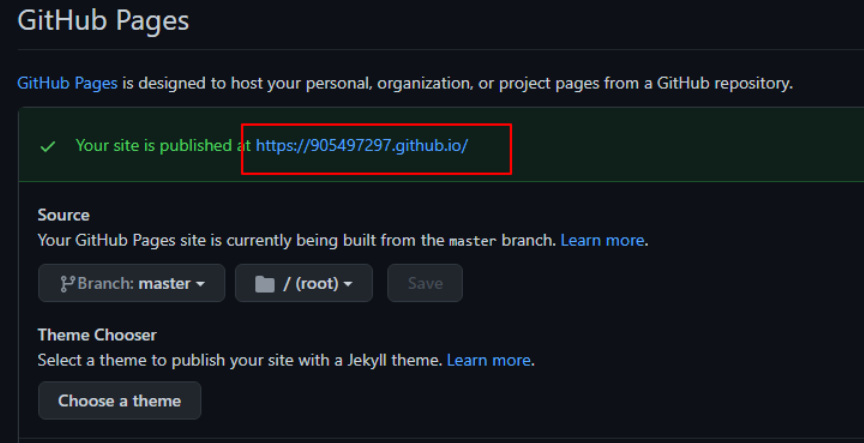 GitHub Pages
GitHub Pages is designed to host your personal, organization, or project pages from a GitHub repository.
Your site is published at https://905497297.github.io/
Source
Your GitHub Pages site is currently being built from the master branch. Learn more.
Branch: master / (root) Save
Theme Chooser
Select a theme to publish your site with a Jekyll theme. Learn more.
Choose a theme